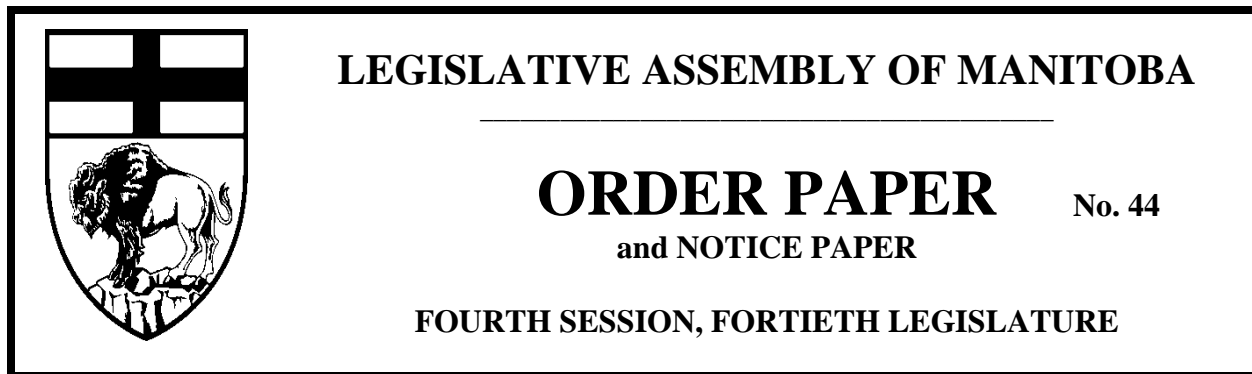 LEGISLATIVE ASSEMBLY OF MANITOBA
ORDER PAPER No. 44
and NOTICE PAPER
FOURTH SESSION, FORTIETH LEGISLATURE